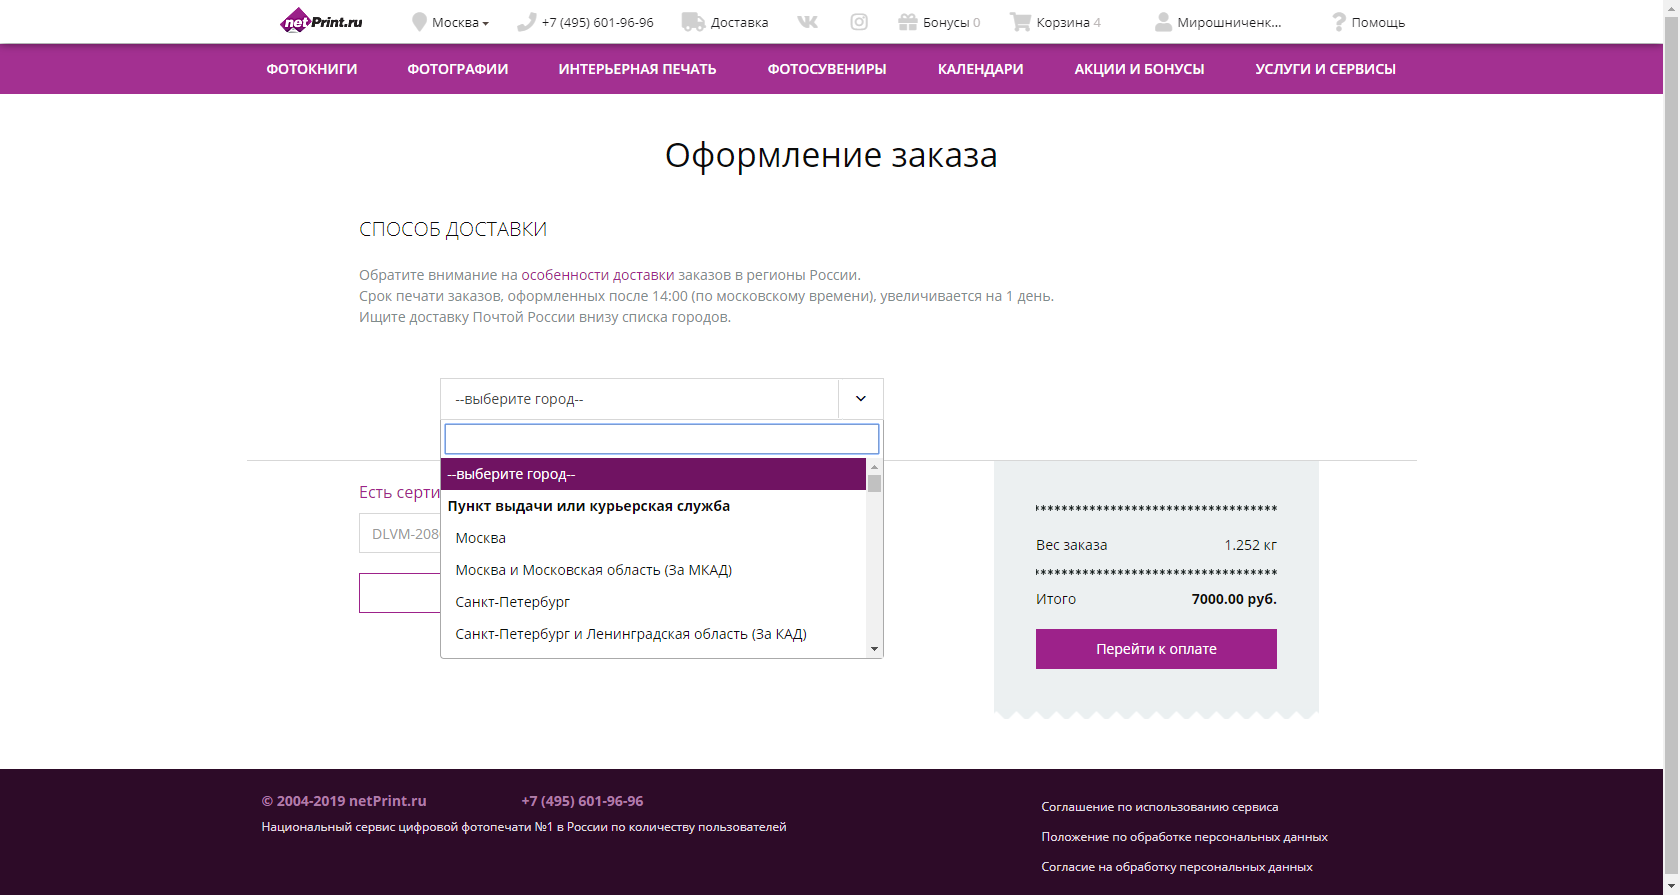 netPrint.ru
Москва
+7 (495) 601-96-96
Доставка
Бонусы 0
Корзина 4
Мирошниченк...
Помощь
ФОТОКНИГИ
ФОТОГРАФИИ
ИНТЕРЬЕРНАЯ ПЕЧАТЬ
ФОТОСУВЕНИРЫ
КАЛЕНДАРИ
АКЦИИ И БОНУСЫ
УСЛУГИ И СЕРВИСЫ
Оформление заказа
СПОСОБ ДОСТАВКИ
Обратите внимание на особенности доставки заказов в регионы России.
Срок печати заказов, оформленных после 14:00 (по московскому времени), увеличивается на 1 день.
Ищите доставку Почтой России внизу списка городов.
--выберите город--
--выберите город--
Пункт выдачи или курьерская служба
Москва
Москва и Московская область (За МКАД)
Санкт-Петербург
Санкт-Петербург и Ленинградская область (За КАД)
Есть серти
DLVM-208
Вес заказа 1.252 кг
Итого 7000.00 руб.
Перейти к оплате
© 2004-2019 netPrint.ru
+7 (495) 601-96-96
Национальный сервис цифровой фотопечати №1 в России по количеству пользователей
Соглашение по использованию сервиса
Положение по обработке персональных данных
Согласие на обработку персональных данных